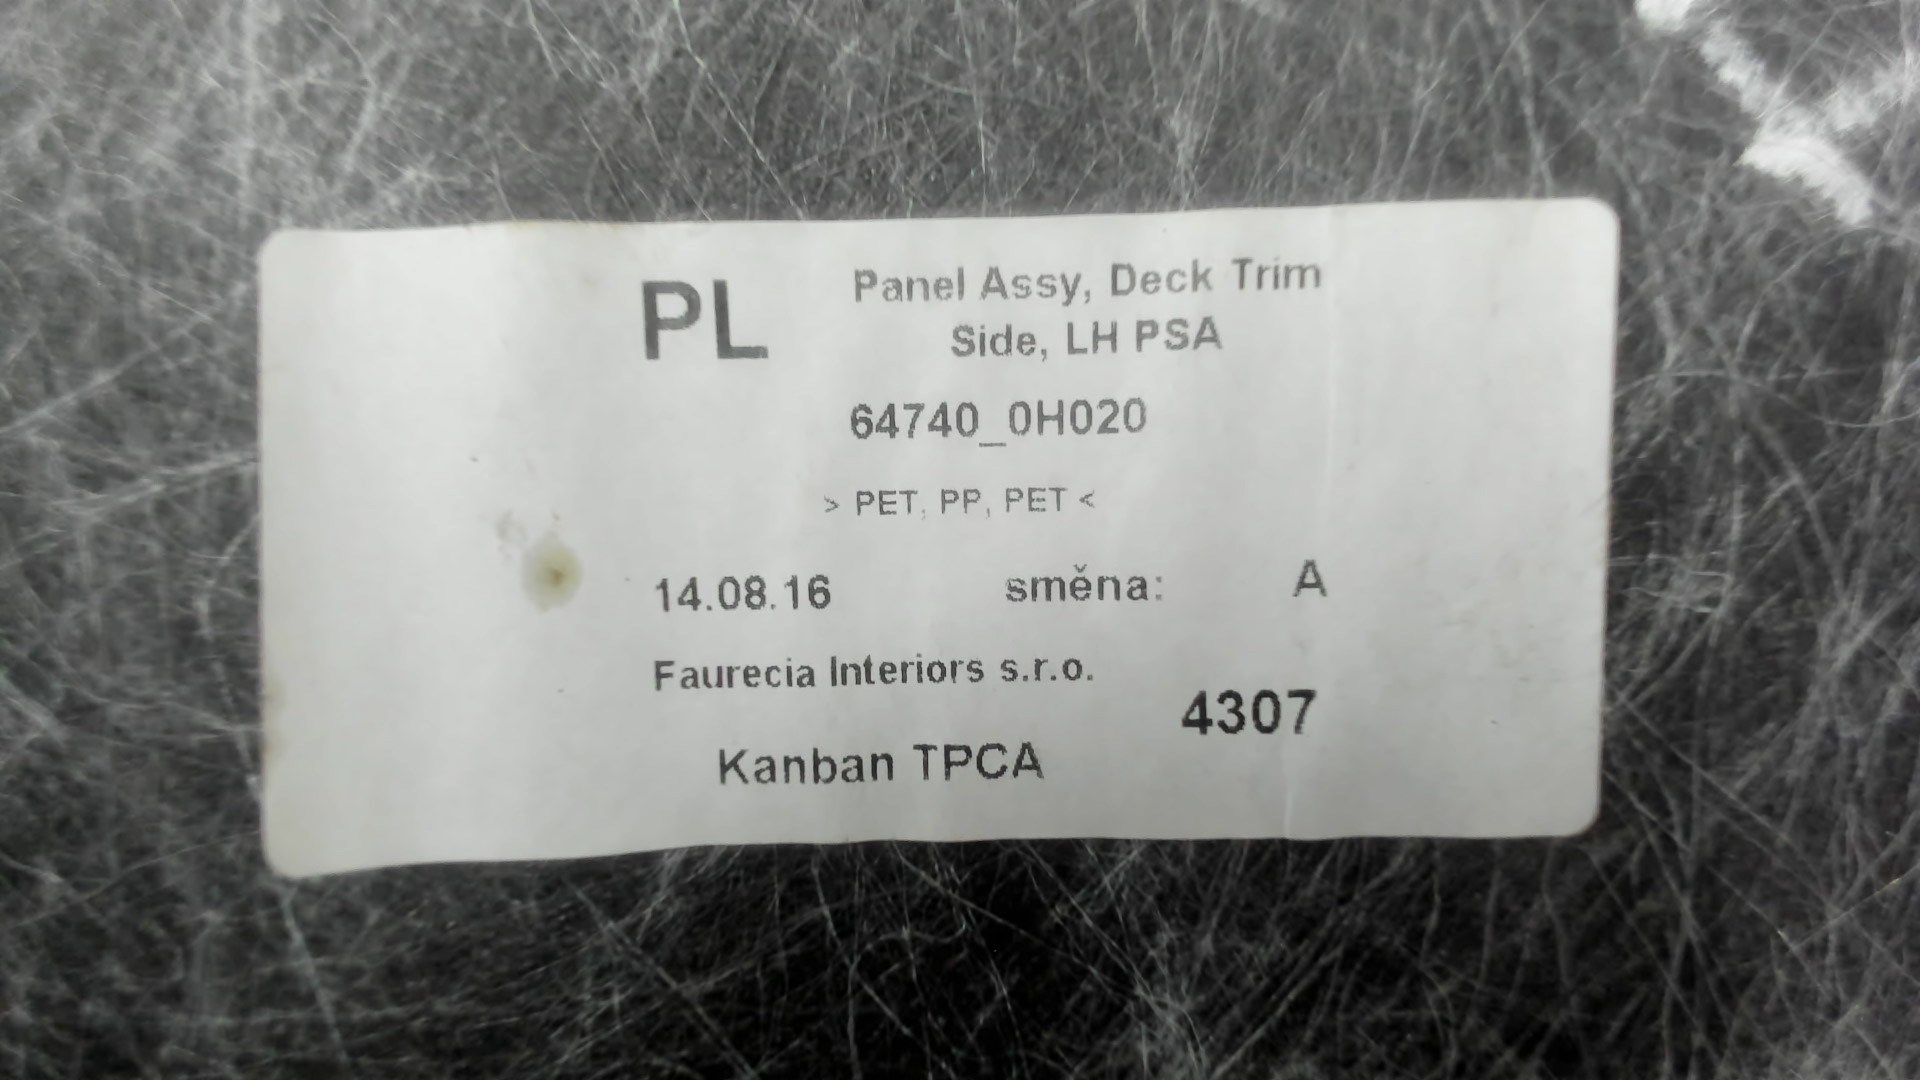 PL
Panel Assy, Deck Trim
Side, LH PSA
64740_0H020
> PET, PP, PET <
14.08.16 směna: A
Faurecia Interiors s.r.o.
4307
Kanban TPCA